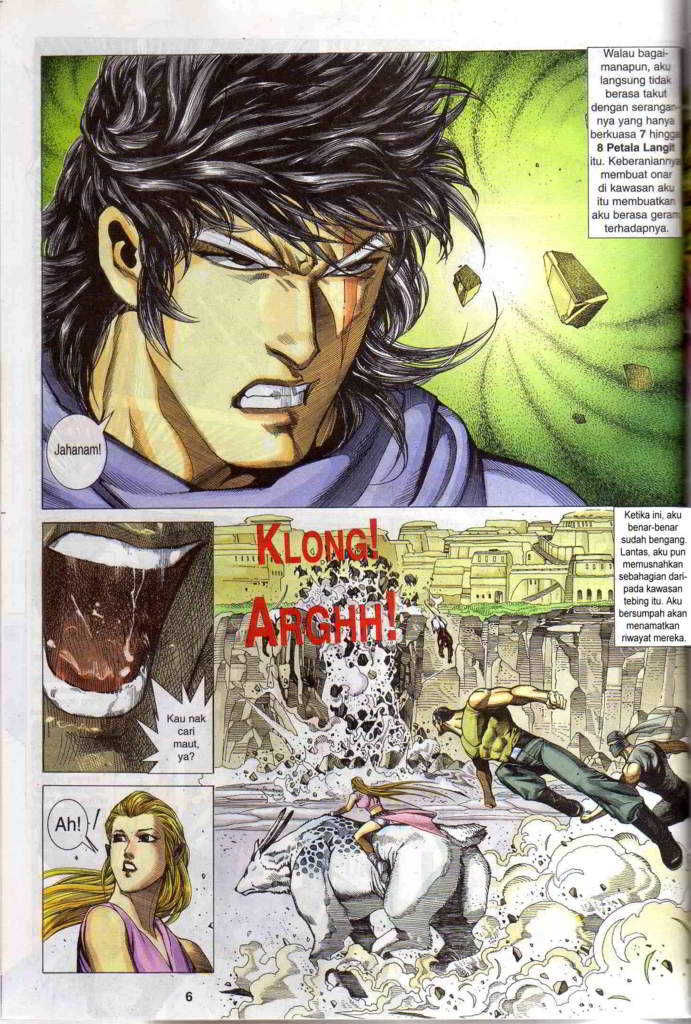 Walau bagai-
manapun, aku
langsung tidak
berasa takut
dengan serangan-
nya yang hanya
berkuasa 7 hingga
8 Petala Langit
itu. Keberaniannya
membuat onar
di kawasan aku
itu membuatkan
aku berasa geram
terhadapnya.
Jahanam!
Ketika ini, aku
benar-benar
sudah bengang.
Lantas, aku pun
memusnahkan
sebahagian dari-
pada kawasan
tebing itu. Aku
bersumpah akan
menamatkan
riwayat mereka.
KLONG!
ARGHH!
Kau nak
cari
maut,
ya?
Ah!
6